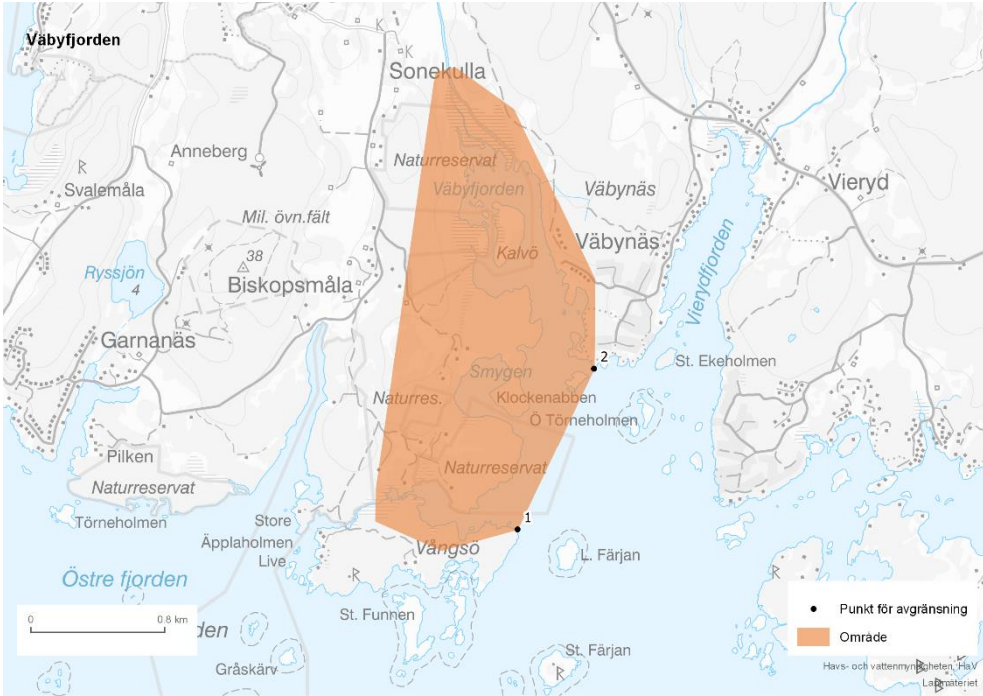 Väbyfjorden
K
R
Sonekulla
K
Anneberg
Naturreservat
Svalemåla
R
Väbyfjorden
Väbynäs
Vieryd
Mil. övn.fält
Väbynäs
38
Kalvö
Ryssjön
4
Biskopsmåla
Vierydfjorden
Garnanäs
2
St. Ekeholmen
Smygen
Naturres.
Klockenabben
Ö Törneholmen
Pilken
Naturreservat
Naturreservat
Törneholmen
Store
Äpplaholmen
Live
1
Vångsö
L. Färjan
Östre fjorden
R
R
St. Funnen
0
0.8 km
den
Gråskärv
St. Färjan
R
Punkt för avgränsning
Område
Havs- och vattenmyndigheten, HaV
Lantmäteriet